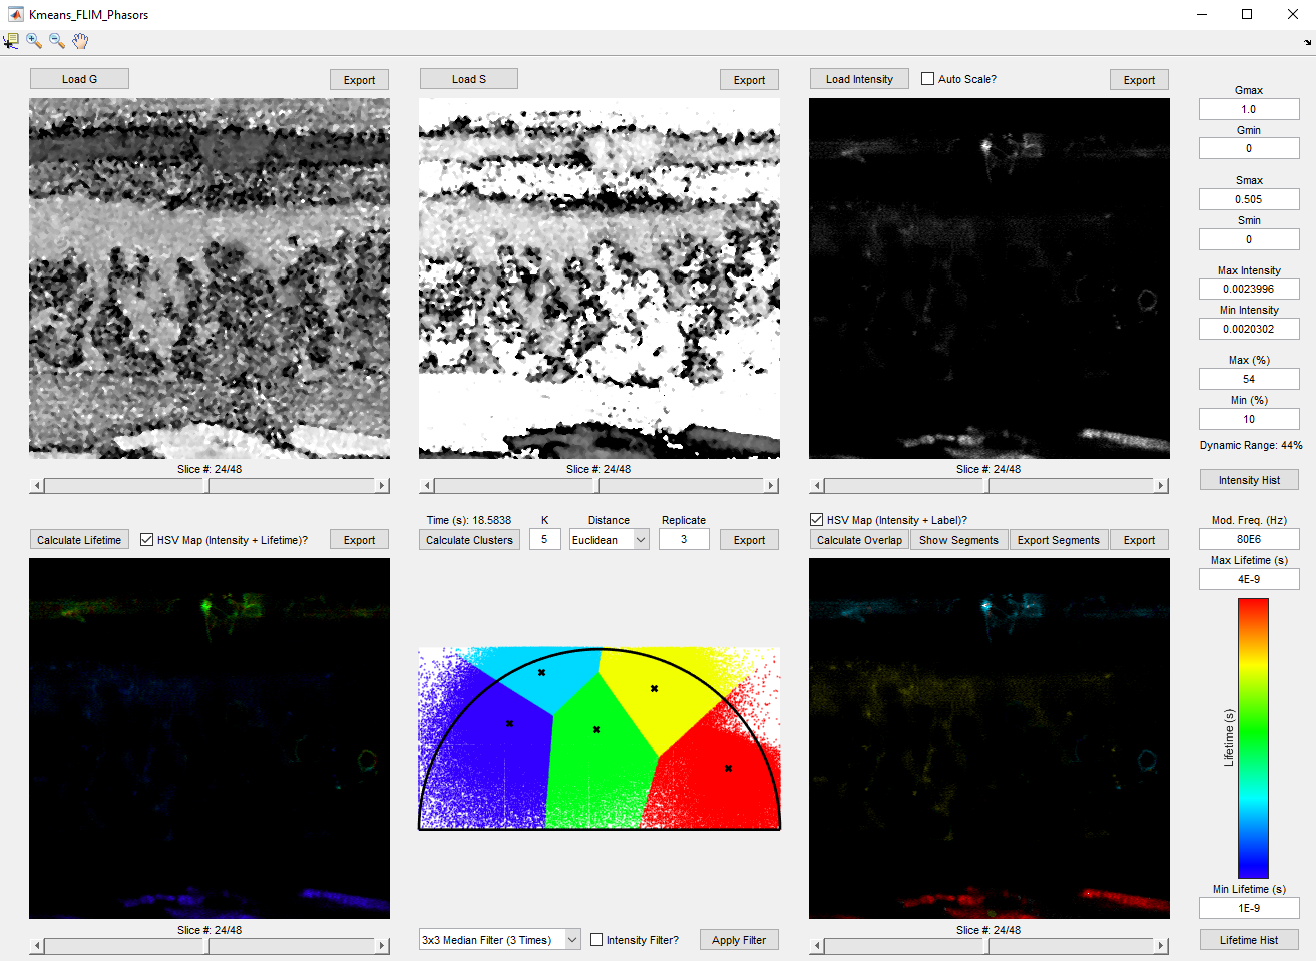 Kmeans_FLIM_Phasors
Load G
Export
Load S
Export
Load Intensity
Auto Scale?
Export
Gmax
1.0
Gmin
0
Smax
0.505
Smin
0
Max Intensity
0.0023996
Min Intensity
0.0020302
Max (%)
54
Min (%)
10
Dynamic Range: 44%
Intensity Hist
Slice #: 24/48
Slice #: 24/48
Slice #: 24/48
Calculate Lifetime
HSV Map (Intensity + Lifetime)?
Export
Time (s): 18.5838
K
Distance
Replicate
Calculate Clusters
5
Euclidean
3
Export
HSV Map (Intensity + Label)?
Calculate Overlap
Show Segments
Export Segments
Export
Mod. Freq. (Hz)
80E6
Max Lifetime (s)
4E-9
Lifetime (s)
Min Lifetime (s)
1E-9
Lifetime Hist
Slice #: 24/48
3x3 Median Filter (3 Times)
Intensity Filter?
Apply Filter
Slice #: 24/48